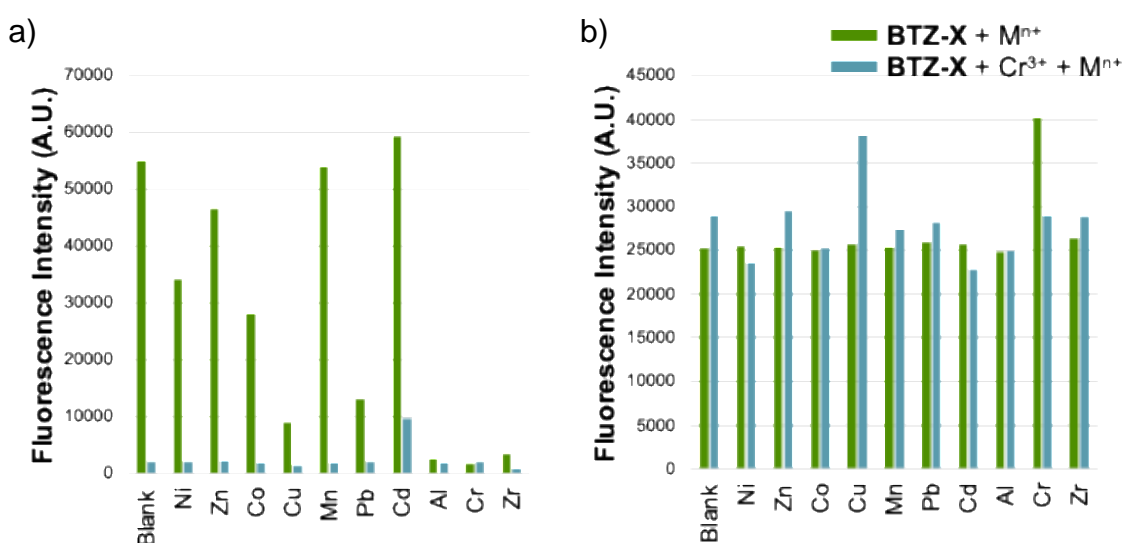 a)
Fluorescence Intensity (A.U.)
70000
60000
50000
40000
30000
20000
10000
0
Blank
Ni
Zn
Co
Cu
Mn
Pb
Cd
Al
Cr
Zr
b)
BTZ-X + Mⁿ⁺
BTZ-X + Cr³⁺ + Mⁿ⁺
Fluorescence Intensity (A.U.)
45000
40000
35000
30000
25000
20000
15000
10000
5000
0
Blank
Ni
Zn
Co
Cu
Mn
Pb
Cd
Al
Cr
Zr